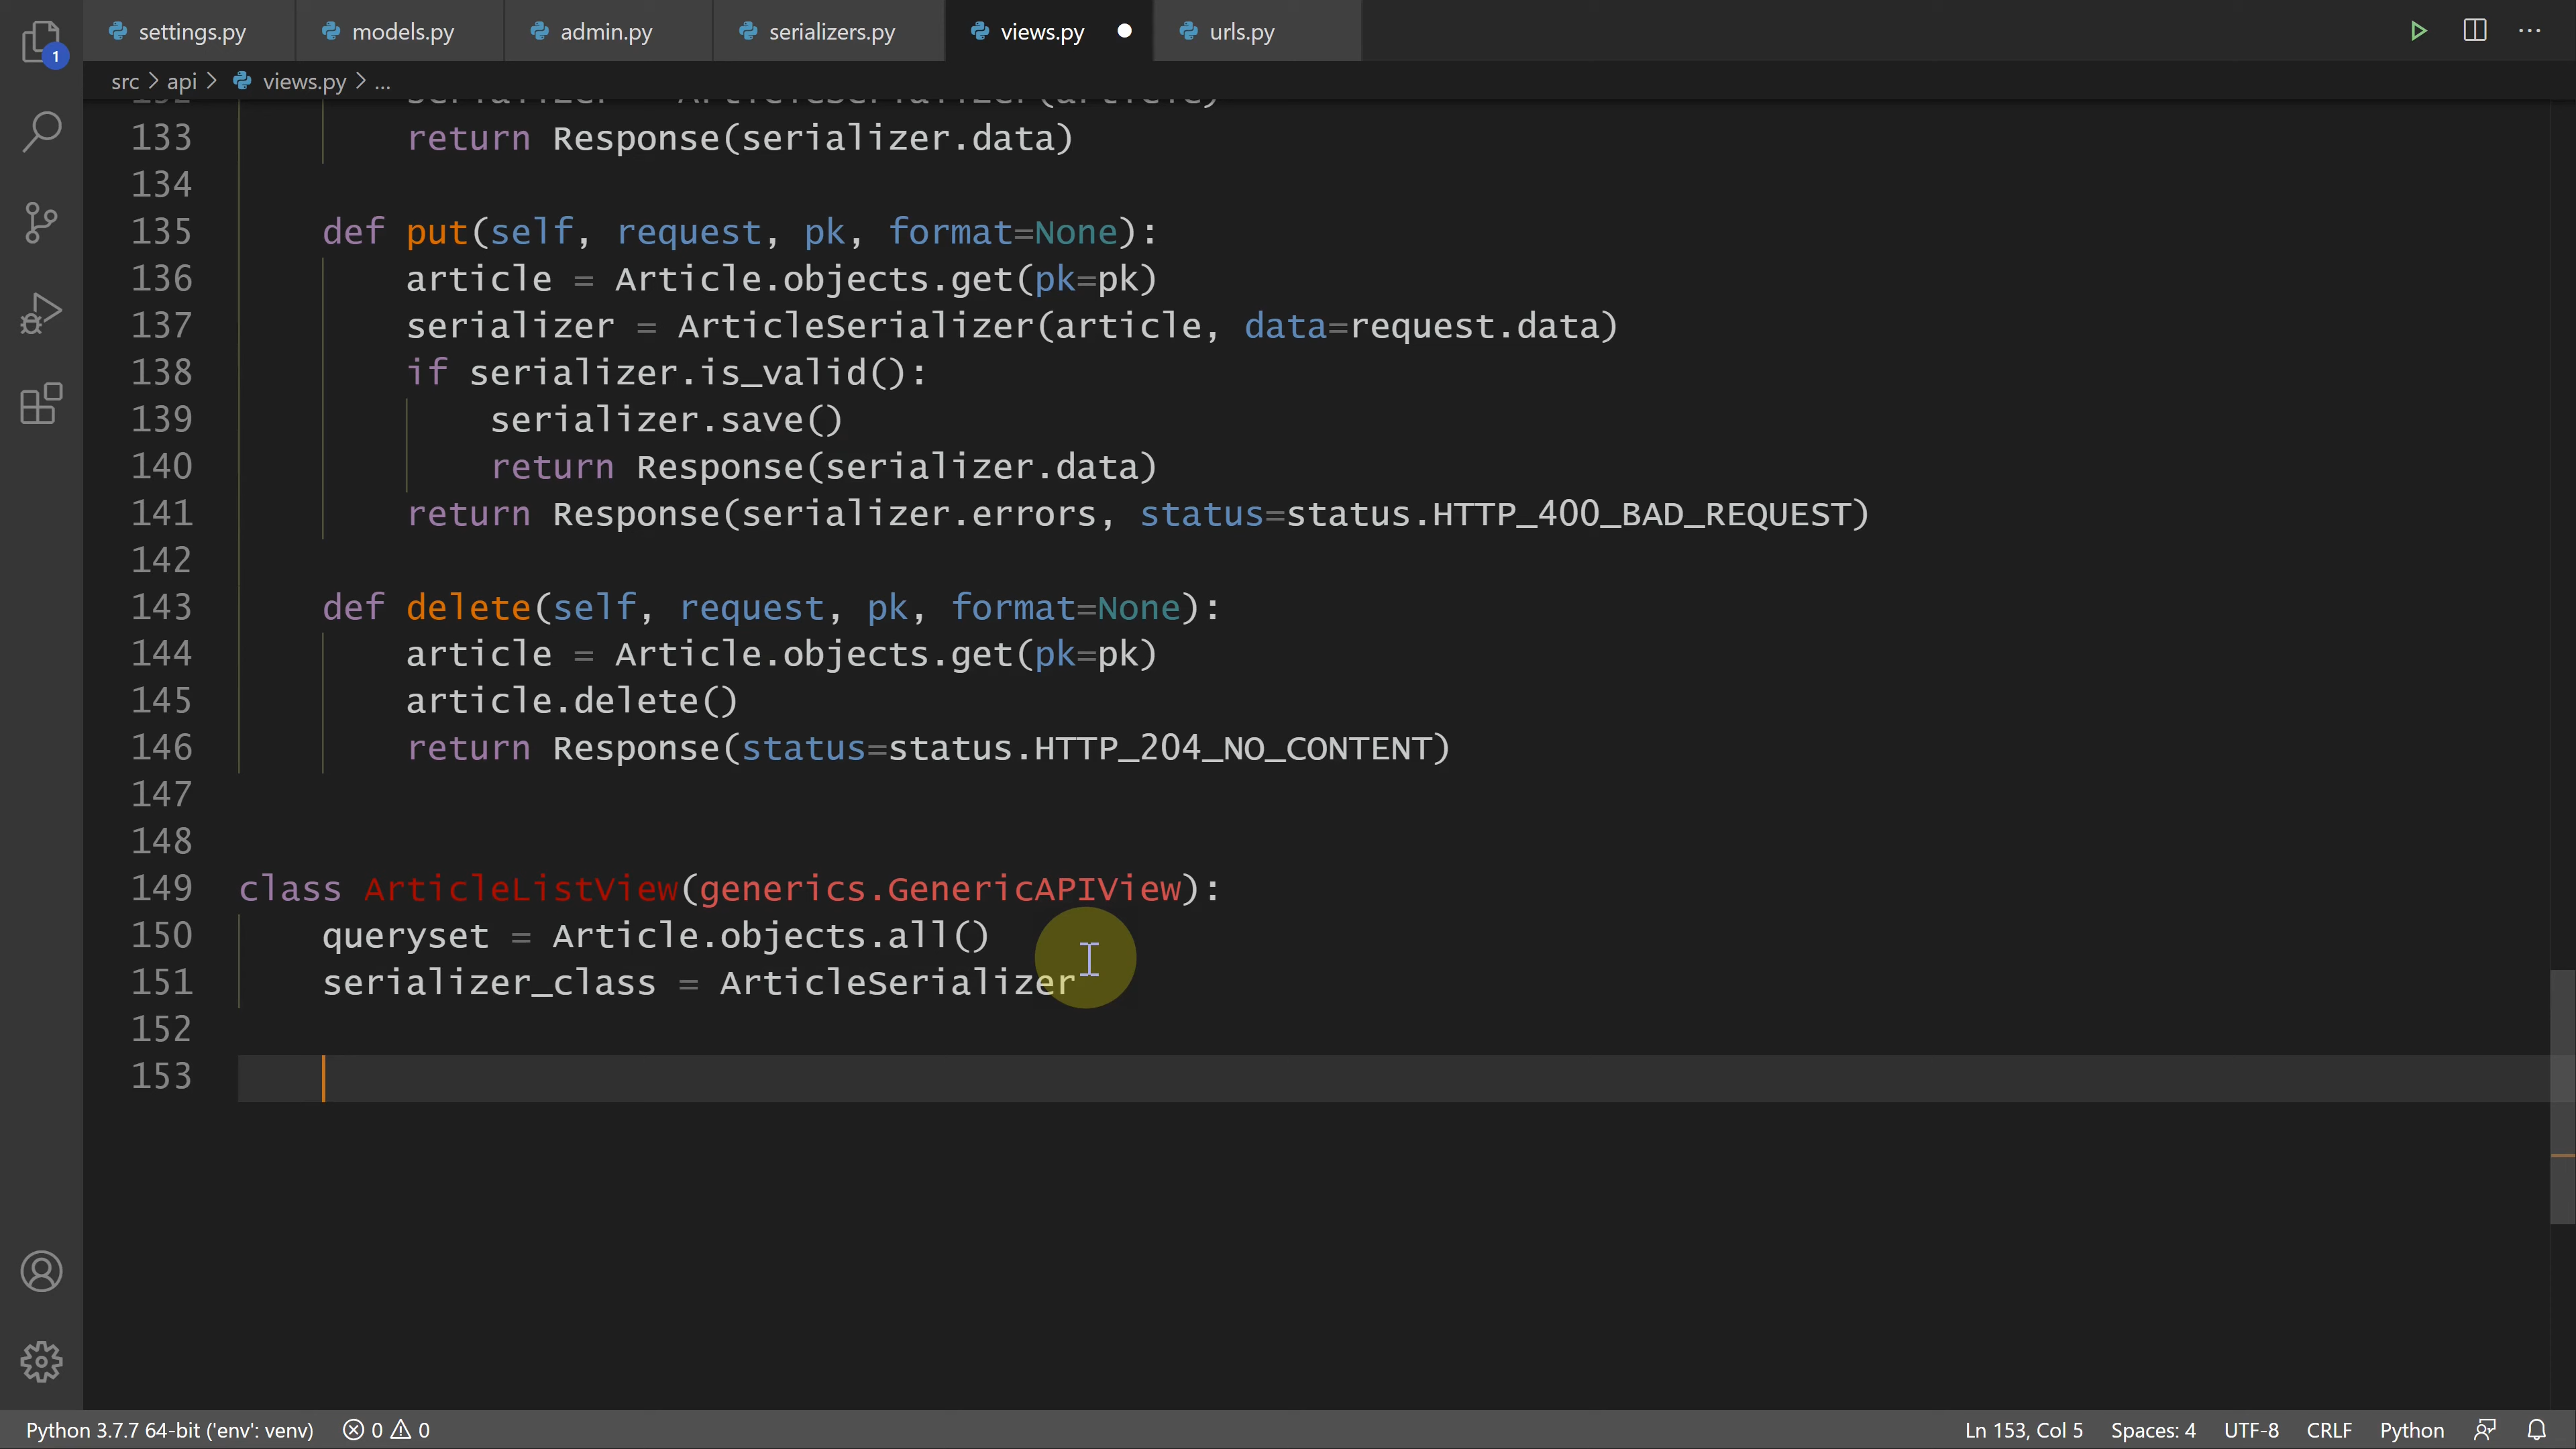 1
settings.py models.py admin.py serializers.py views.py urls.py
src > api > views.py > ...
133 return Response(serializer.data)
134
135 def put(self, request, pk, format=None):
136 article = Article.objects.get(pk=pk)
137 serializer = ArticleSerializer(article, data=request.data)
138 if serializer.is_valid():
139 serializer.save()
140 return Response(serializer.data)
141 return Response(serializer.errors, status=status.HTTP_400_BAD_REQUEST)
142
143 def delete(self, request, pk, format=None):
144 article = Article.objects.get(pk=pk)
145 article.delete()
146 return Response(status=status.HTTP_204_NO_CONTENT)
147
148
149 class ArticleListView(generics.GenericAPIView):
150 queryset = Article.objects.all()
151 serializer_class = ArticleSerializer
152
153
Python 3.7.7 64-bit ('env': venv) 0 0 Ln 153, Col 5 Spaces: 4 UTF-8 CRLF Python